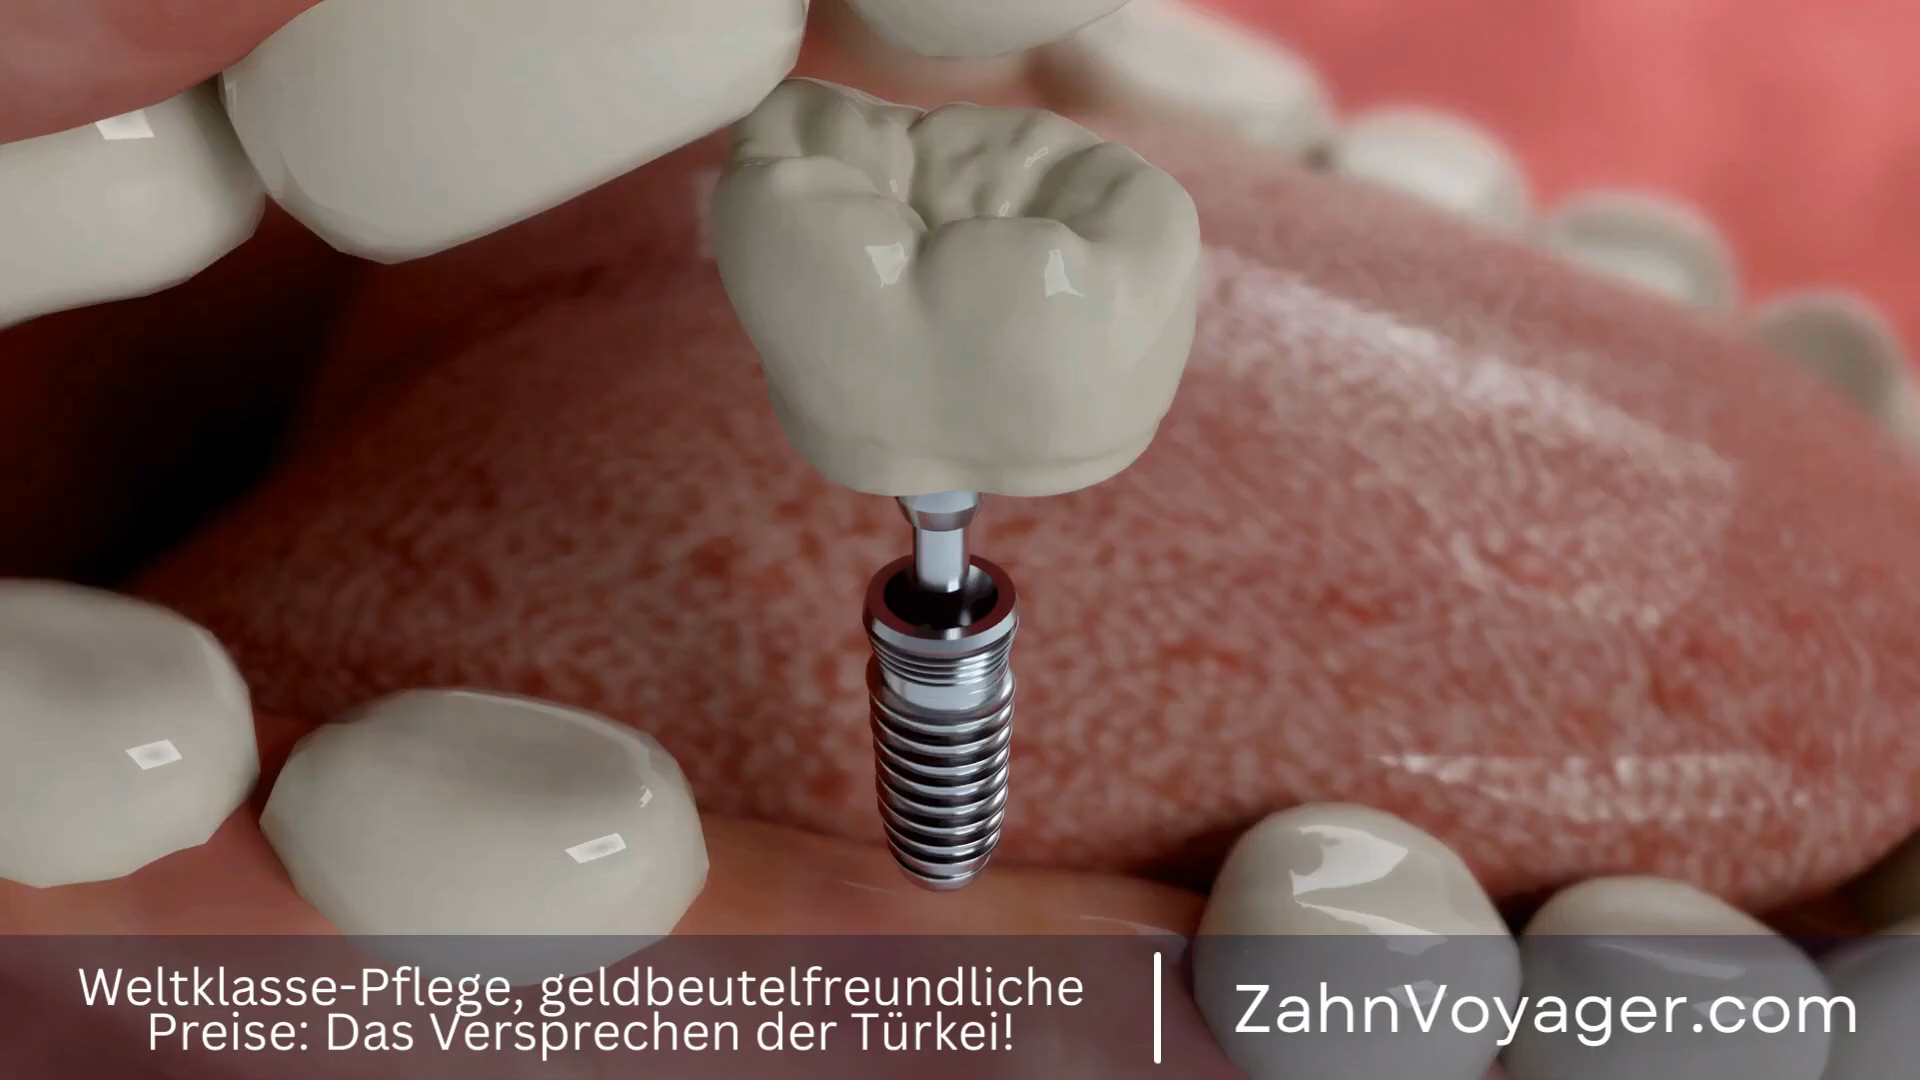 Weltklasse-Pflege, geldbeutelfreundliche
Preise: Das Versprechen der Türkei!
ZahnVoyager.com